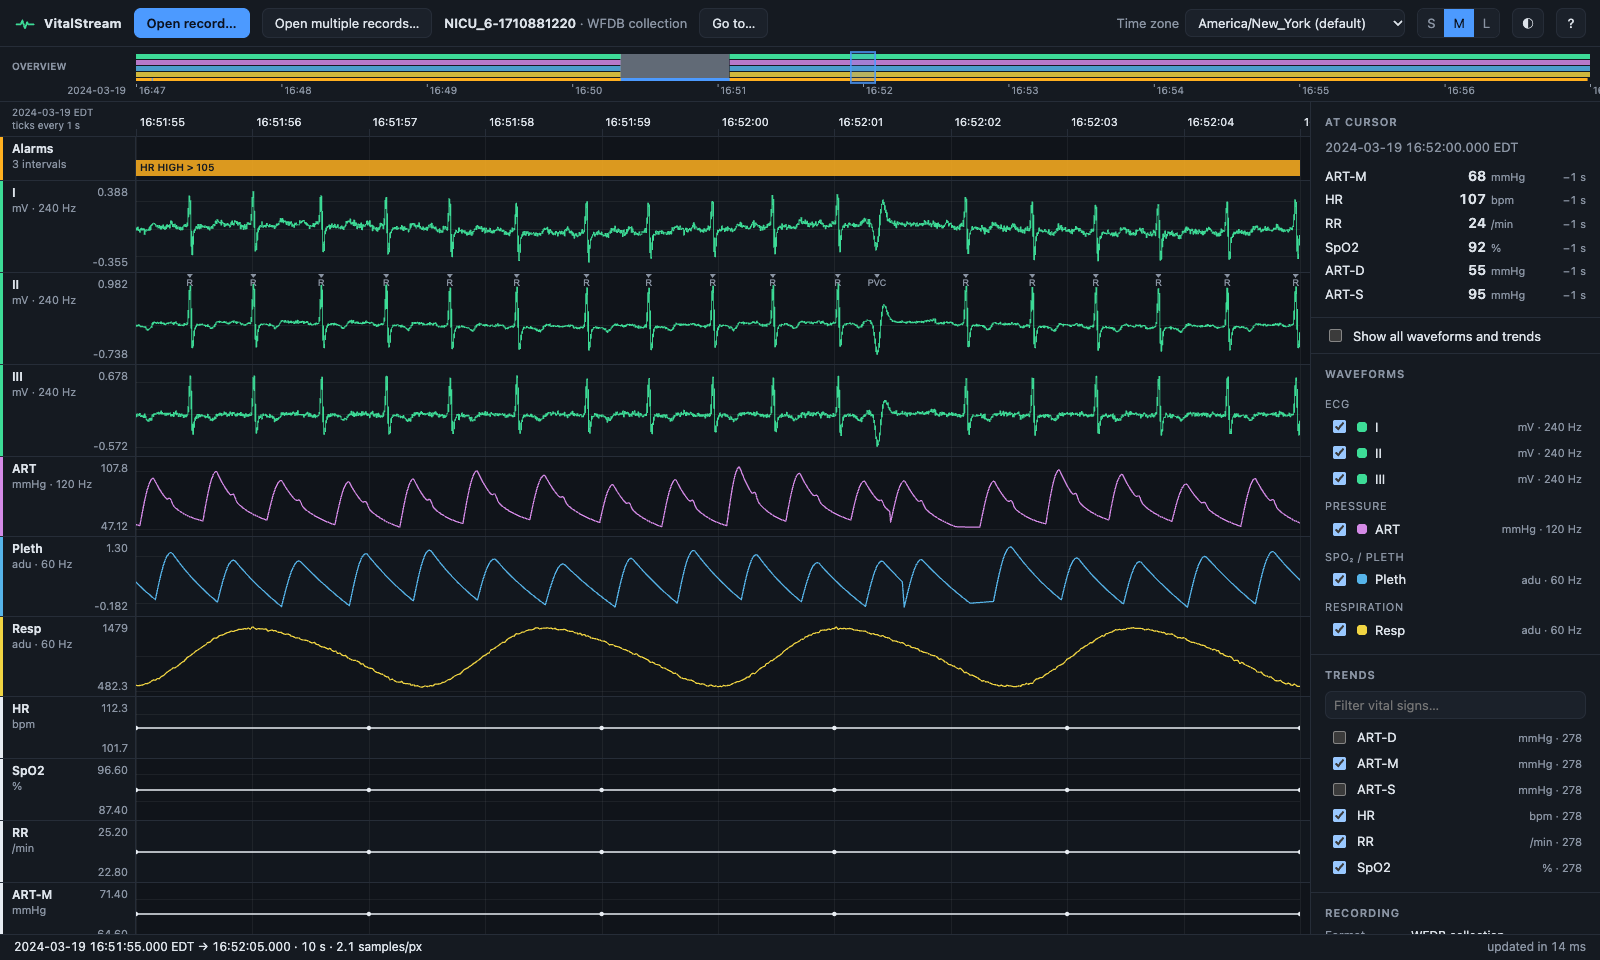 VitalStream
Open record...
Open multiple records...
NICU_6-1710881220 · WFDB collection
Go to...
Time zone
America/New_York (default)
S M L
?
OVERVIEW
2024-03-19
16:47 16:48 16:49 16:50 16:51 16:52 16:53 16:54 16:55 16:56
2024-03-19 EDT
ticks every 1 s
16:51:55 16:51:56 16:51:57 16:51:58 16:51:59 16:52:00 16:52:01 16:52:02 16:52:03 16:52:04
Alarms
3 intervals
HR HIGH > 105
I 0.388
mV · 240 Hz
-0.355
II 0.982
mV · 240 Hz
-0.738
R R R R R R R R R R R PVC R R R R R R
III 0.678
mV · 240 Hz
-0.572
ART 107.8
mmHg · 120 Hz
47.12
Pleth 1.30
adu · 60 Hz
-0.182
Resp 1479
adu · 60 Hz
482.3
HR 112.3
bpm
101.7
SpO2 96.60
%
87.40
RR 25.20
/min
22.80
ART-M 71.40
mmHg
AT CURSOR
2024-03-19 16:52:00.000 EDT
ART-M 68 mmHg −1 s
HR 107 bpm −1 s
RR 24 /min −1 s
SpO2 92 % −1 s
ART-D 55 mmHg −1 s
ART-S 95 mmHg −1 s
Show all waveforms and trends
WAVEFORMS
ECG
I mV · 240 Hz
II mV · 240 Hz
III mV · 240 Hz
PRESSURE
ART mmHg · 120 Hz
SPO₂ / PLETH
Pleth adu · 60 Hz
RESPIRATION
Resp adu · 60 Hz
TRENDS
Filter vital signs...
ART-D mmHg · 278
ART-M mmHg · 278
ART-S mmHg · 278
HR bpm · 278
RR /min · 278
SpO2 % · 278
RECORDING
Format WFDB collection
2024-03-19 16:51:55.000 EDT → 16:52:05.000 · 10 s · 2.1 samples/px
updated in 14 ms